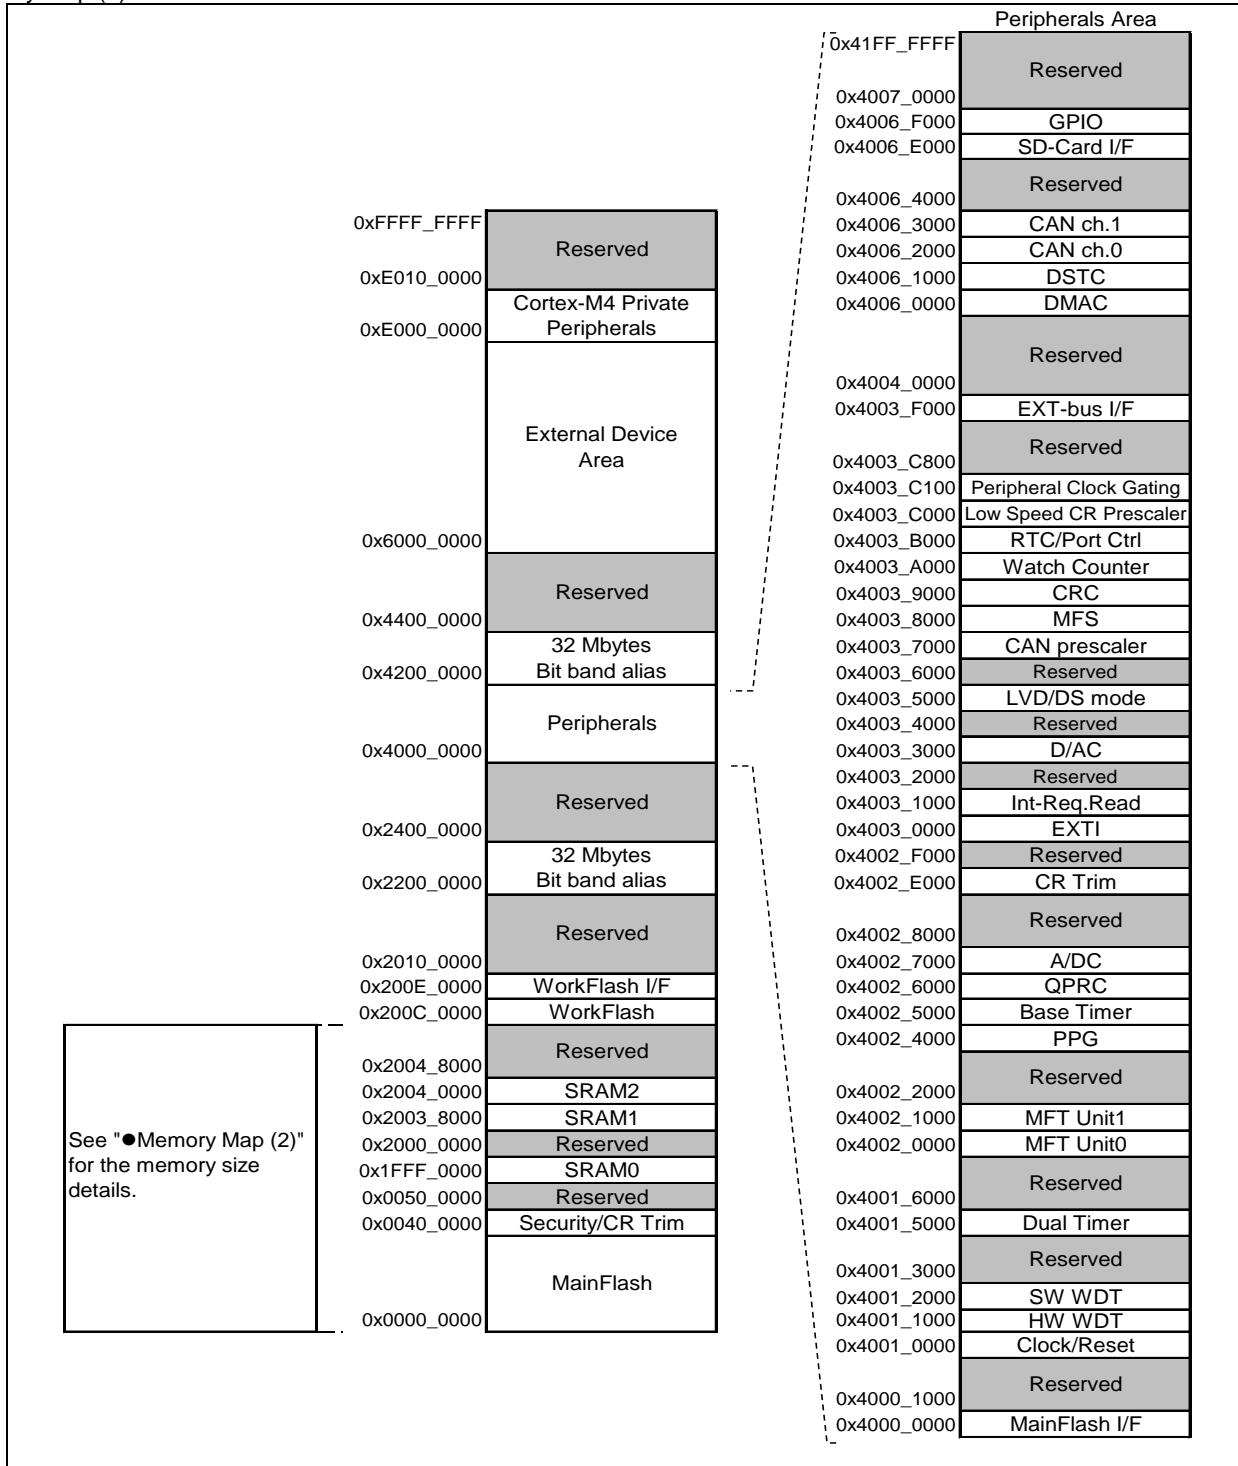 Peripherals Area
0x41FF_FFFF
Reserved
0x4007_0000
0x4006_F000 GPIO
0x4006_E000 SD-Card I/F
Reserved
0x4006_4000
0x4006_3000 CAN ch.1
0x4006_2000 CAN ch.0
0x4006_1000 DSTC
0x4006_0000 DMAC
Reserved
0x4004_0000
0x4003_F000 EXT-bus I/F
Reserved
0x4003_C800
0x4003_C100 Peripheral Clock Gating
0x4003_C000 Low Speed CR Prescaler
0x4003_B000 RTC/Port Ctrl
0x4003_A000 Watch Counter
0x4003_9000 CRC
0x4003_8000 MFS
0x4003_7000 CAN prescaler
0x4003_6000 Reserved
0x4003_5000 LVD/DS mode
0x4003_4000 Reserved
0x4003_3000 D/AC
0x4003_2000 Reserved
0x4003_1000 Int-Req.Read
0x4003_0000 EXTI
0x4002_F000 Reserved
0x4002_E000 CR Trim
Reserved
0x4002_8000
0x4002_7000 A/DC
0x4002_6000 QPRC
0x4002_5000 Base Timer
0x4002_4000 PPG
Reserved
0x4002_2000
0x4002_1000 MFT Unit1
0x4002_0000 MFT Unit0
Reserved
0x4001_6000
0x4001_5000 Dual Timer
Reserved
0x4001_3000
0x4001_2000 SW WDT
0x4001_1000 HW WDT
0x4001_0000 Clock/Reset
Reserved
0x4000_1000
0x4000_0000 MainFlash I/F
0xFFFF_FFFF
Reserved
0xE010_0000
Cortex-M4 Private
0xE000_0000 Peripherals
External Device
Area
0x6000_0000
Reserved
0x4400_0000
32 Mbytes
0x4200_0000 Bit band alias
Peripherals
0x4000_0000
Reserved
0x2400_0000
32 Mbytes
0x2200_0000 Bit band alias
Reserved
0x2010_0000
0x200E_0000 WorkFlash I/F
0x200C_0000 WorkFlash
Reserved
0x2004_8000
0x2004_0000 SRAM2
0x2003_8000 SRAM1
0x2000_0000 Reserved
0x1FFF_0000 SRAM0
0x0050_0000 Reserved
0x0040_0000 Security/CR Trim
MainFlash
0x0000_0000
See "●Memory Map (2)"
for the memory size
details.